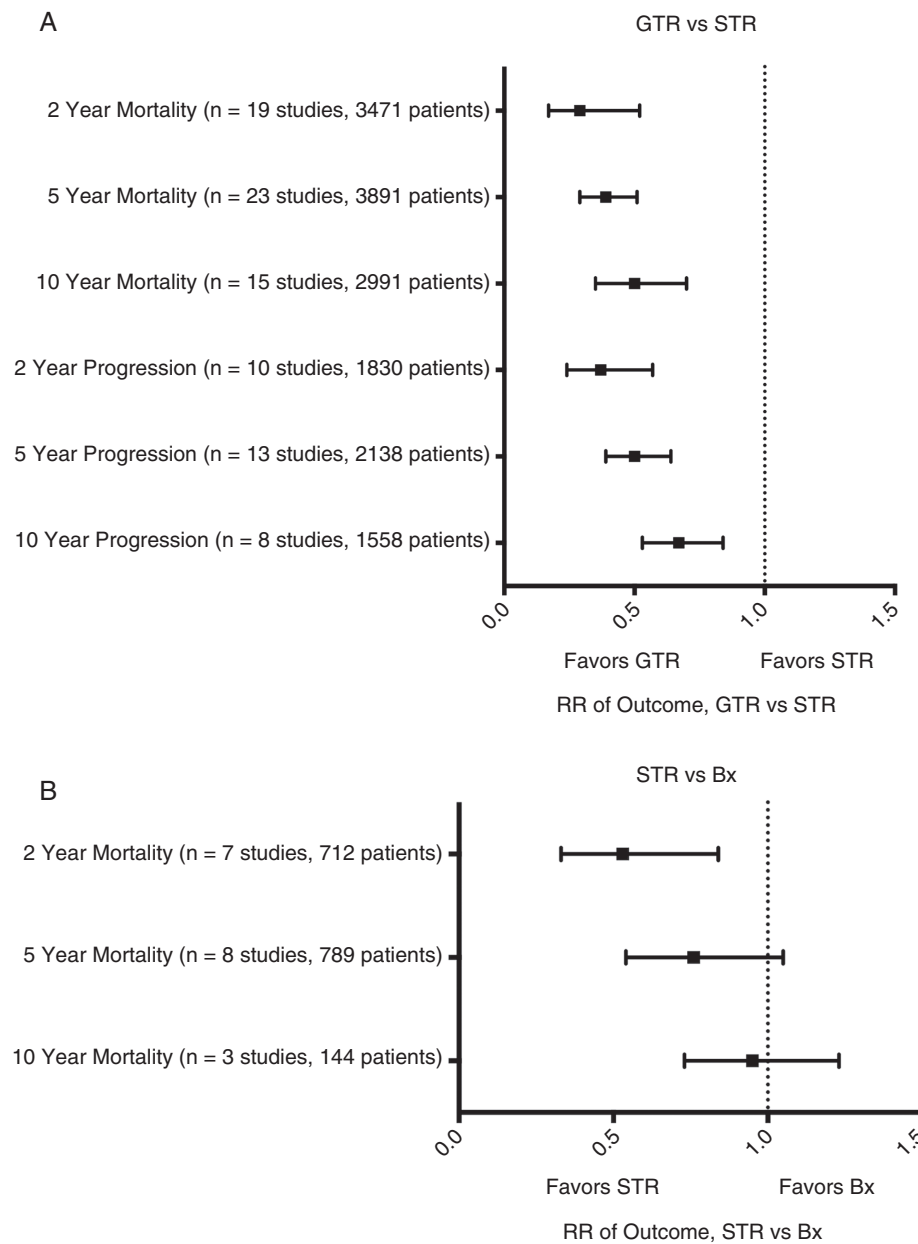 A
GTR vs STR
2 Year Mortality (n = 19 studies, 3471 patients)
5 Year Mortality (n = 23 studies, 3891 patients)
10 Year Mortality (n = 15 studies, 2991 patients)
2 Year Progression (n = 10 studies, 1830 patients)
5 Year Progression (n = 13 studies, 2138 patients)
10 Year Progression (n = 8 studies, 1558 patients)
0.0 0.5 1.0 1.5
Favors GTR Favors STR
RR of Outcome, GTR vs STR
B
STR vs Bx
2 Year Mortality (n = 7 studies, 712 patients)
5 Year Mortality (n = 8 studies, 789 patients)
10 Year Mortality (n = 3 studies, 144 patients)
0.0 0.5 1.0 1.5
Favors STR Favors Bx
RR of Outcome, STR vs Bx